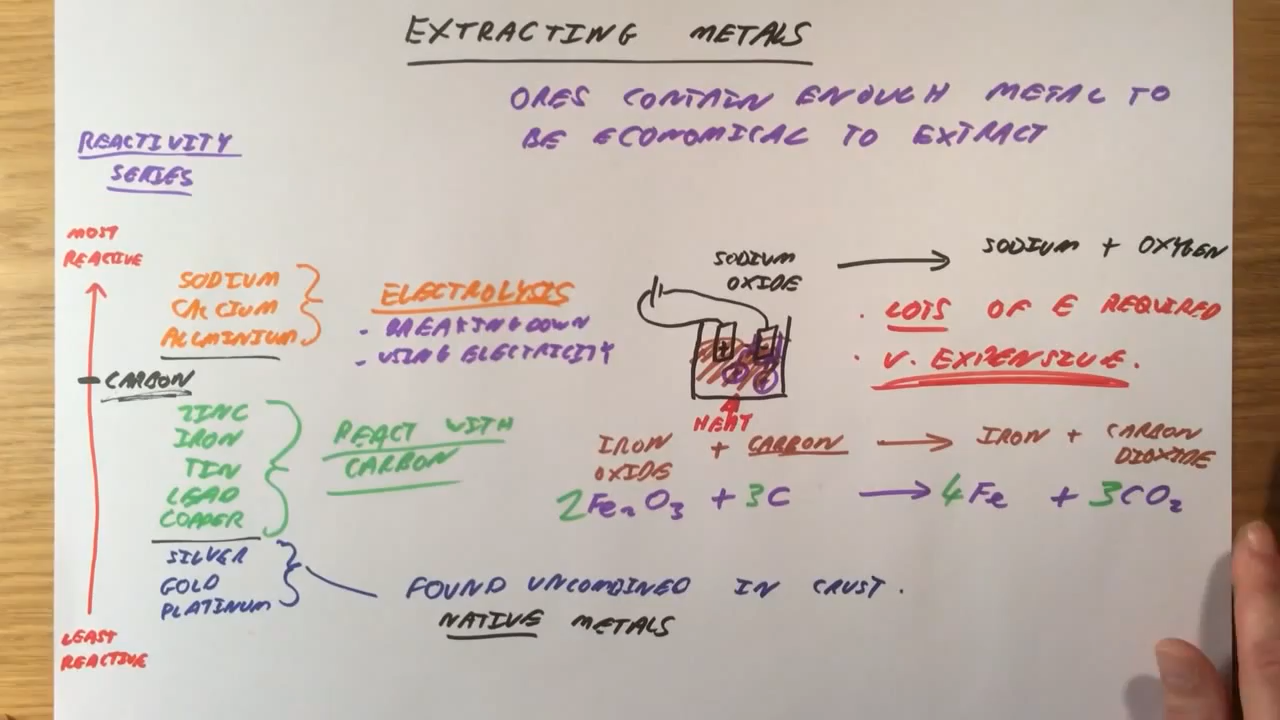 EXTRACTING METALS
ORES CONTAIN ENOUGH METAL TO
BE ECONOMICAL TO EXTRACT
REACTIVITY
SERIES
MOST
REACTIVE
SODIUM
CALCIUM
ALUMINIUM
CARBON
ZINC
IRON
TIN
LEAD
COPPER
SILVER
GOLD
PLATINUM
LEAST
REACTIVE
ELECTROLYSIS
- BREAKING DOWN
- USING ELECTRICITY
REACT WITH
CARBON
SODIUM
OXIDE
SODIUM + OXYGEN
+ -
HEAT
· LOTS OF E REQUIRED
· V. EXPENSIVE.
IRON
OXIDE
+ CARBON → IRON + CARBON
DIOXIDE
2Fe₂O₃ + 3C → 4Fe + 3CO₂
FOUND UNCOMBINED IN CRUST.
NATIVE METALS